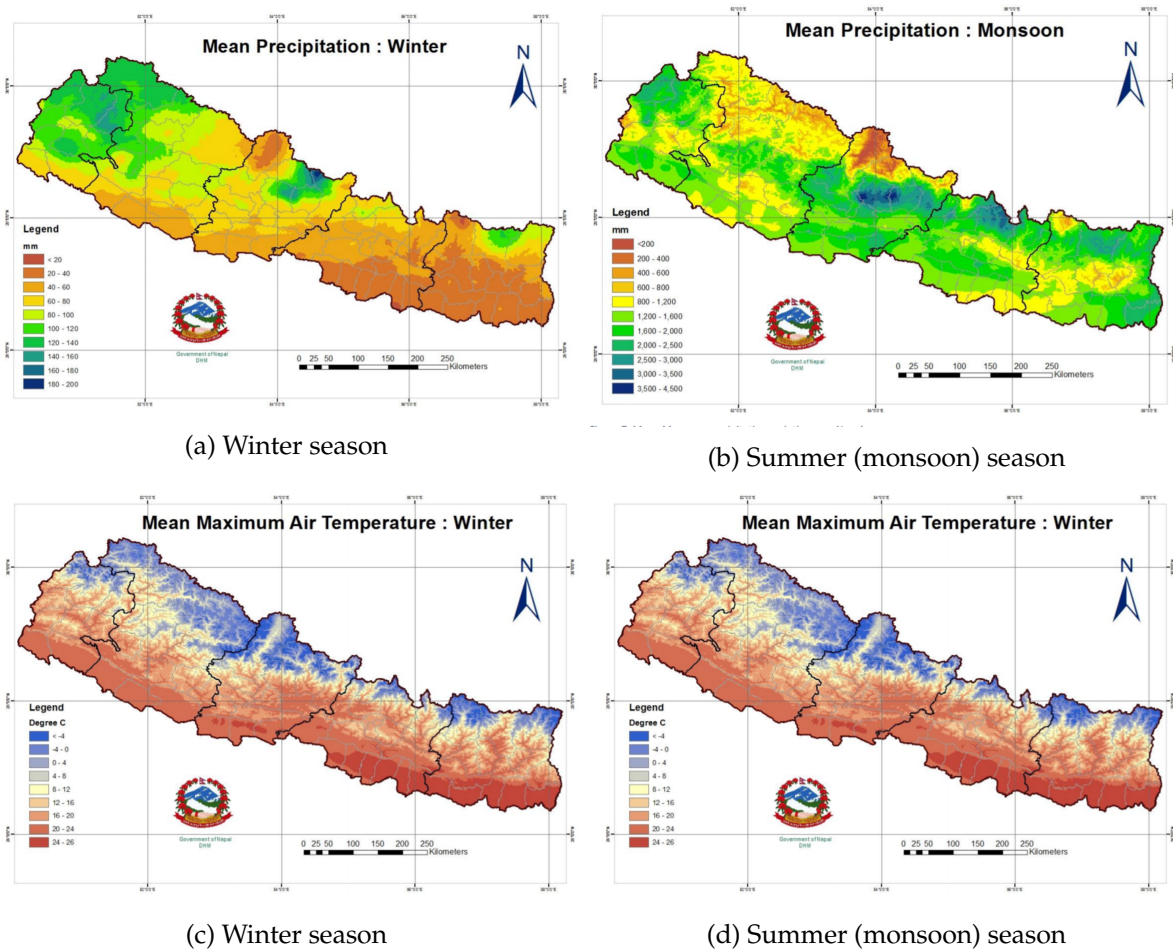 Mean Precipitation : Winter
N
Legend
mm
< 20
20 - 40
40 - 60
60 - 80
80 - 100
100 - 120
120 - 140
140 - 160
160 - 180
180 - 200
Government of Nepal
DHM
0 25 50 100 150 200 250
Kilometers
(a) Winter season
Mean Precipitation : Monsoon
N
Legend
mm
<200
200 - 400
400 - 600
600 - 800
800 - 1,200
1,200 - 1,600
1,600 - 2,000
2,000 - 2,500
2,500 - 3,000
3,000 - 3,500
3,500 - 4,500
Government of Nepal
DHM
0 25 50 100 150 200 250
Kilometers
(b) Summer (monsoon) season
Mean Maximum Air Temperature : Winter
N
Legend
Degree C
< -4
-4 - 0
0 - 4
4 - 8
8 - 12
12 - 16
16 - 20
20 - 24
24 - 26
Government of Nepal
DHM
0 25 50 100 150 200 250
Kilometers
(c) Winter season
Mean Maximum Air Temperature : Winter
N
Legend
Degree C
< -4
-4 - 0
0 - 4
4 - 8
8 - 12
12 - 16
16 - 20
20 - 24
24 - 26
Government of Nepal
DHM
0 25 50 100 150 200 250
Kilometers
(d) Summer (monsoon) season